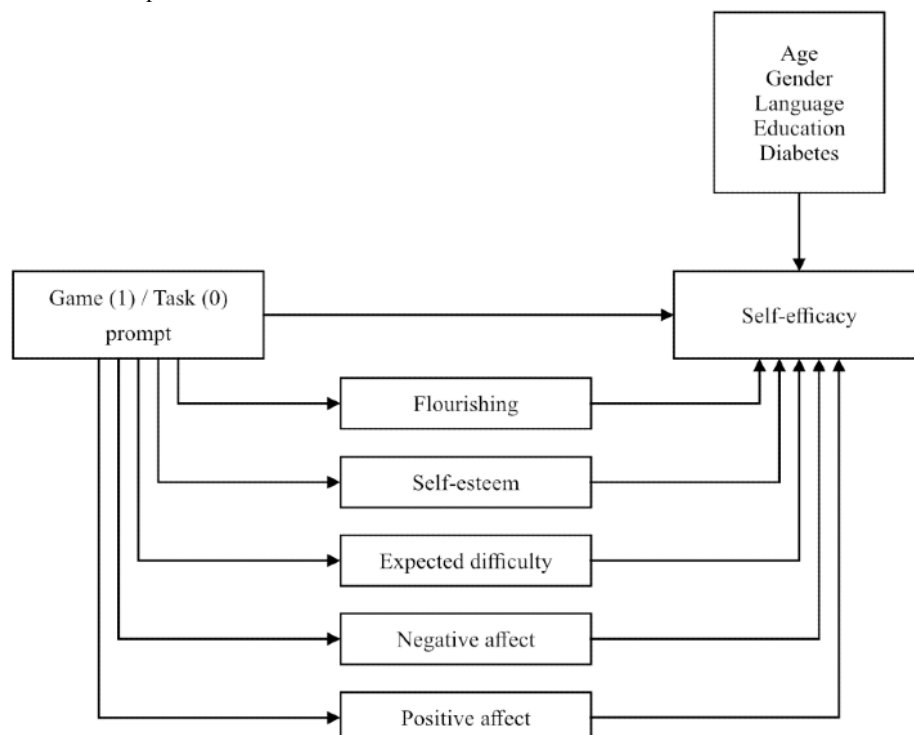 Age
Gender
Language
Education
Diabetes
Game (1) / Task (0)
prompt
Self-efficacy
Flourishing
Self-esteem
Expected difficulty
Negative affect
Positive affect